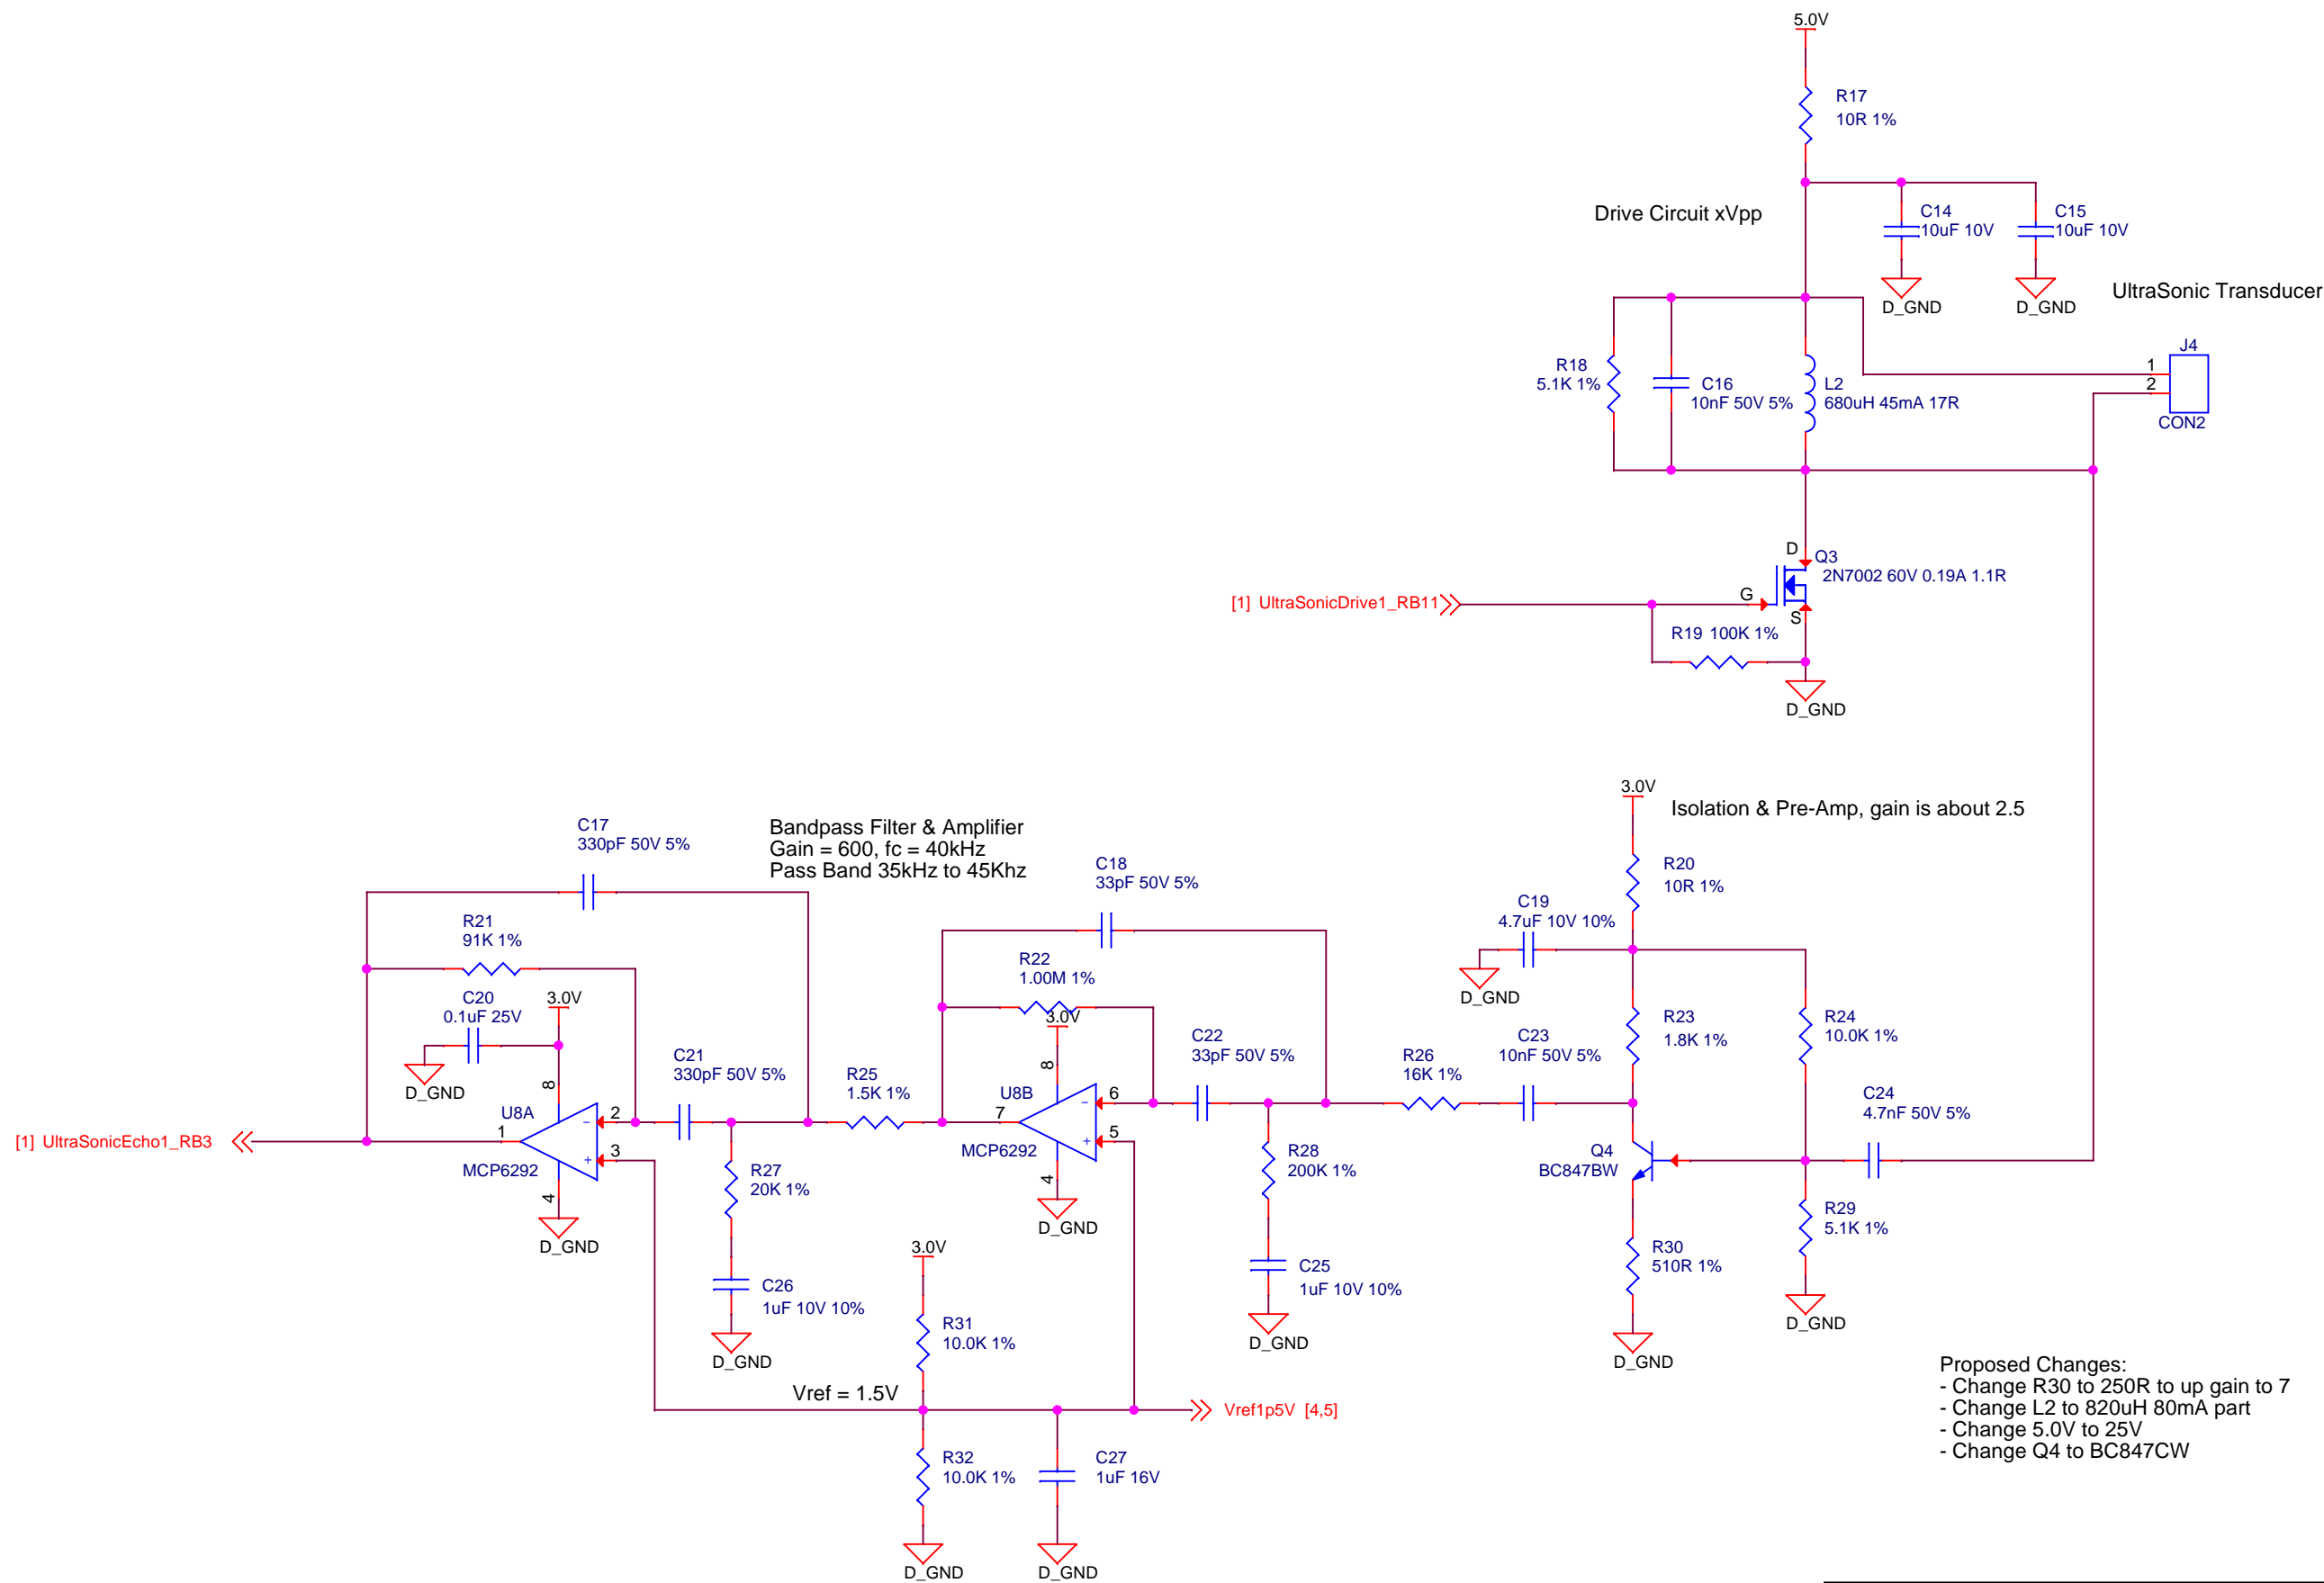 5.0V
R17
10R 1%
Drive Circuit xVpp
C14
10uF 10V
C15
10uF 10V
D_GND
D_GND
UltraSonic Transducer
R18
5.1K 1%
C16
10nF 50V 5%
L2
680uH 45mA 17R
J4
1
2
CON2
D
Q3
2N7002 60V 0.19A 1.1R
G
S
[1] UltraSonicDrive1_RB11
R19 100K 1%
D_GND
3.0V
Isolation & Pre-Amp, gain is about 2.5
C17
330pF 50V 5%
Bandpass Filter & Amplifier
Gain = 600, fc = 40kHz
Pass Band 35kHz to 45Khz
C18
33pF 50V 5%
R20
10R 1%
C19
4.7uF 10V 10%
D_GND
R21
91K 1%
R22
1.00M 1%
C20
0.1uF 25V
3.0V
D_GND
3.0V
R23
1.8K 1%
R24
10.0K 1%
C21
330pF 50V 5%
R25
1.5K 1%
C22
33pF 50V 5%
R26
16K 1%
C23
10nF 50V 5%
C24
4.7nF 50V 5%
8
U8A
2
1
3
MCP6292
4
D_GND
8
U8B
6
7
5
MCP6292
4
D_GND
[1] UltraSonicEcho1_RB3
Q4
BC847BW
R27
20K 1%
R28
200K 1%
R29
5.1K 1%
R30
510R 1%
C26
1uF 10V 10%
D_GND
C25
1uF 10V 10%
D_GND
D_GND
D_GND
3.0V
R31
10.0K 1%
Vref = 1.5V
Vref1p5V [4,5]
R32
10.0K 1%
C27
1uF 16V
D_GND
D_GND
Proposed Changes:
- Change R30 to 250R to up gain to 7
- Change L2 to 820uH 80mA part
- Change 5.0V to 25V
- Change Q4 to BC847CW